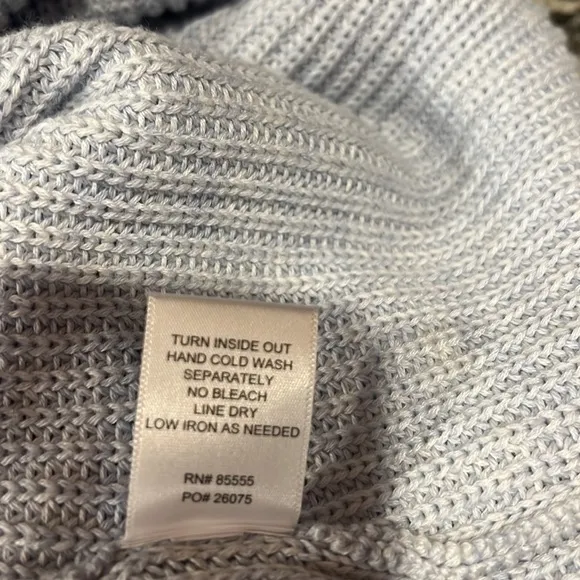 TURN INSIDE OUT
HAND COLD WASH
SEPARATELY
NO BLEACH
LINE DRY
LOW IRON AS NEEDED
RN# 85555
PO# 26075